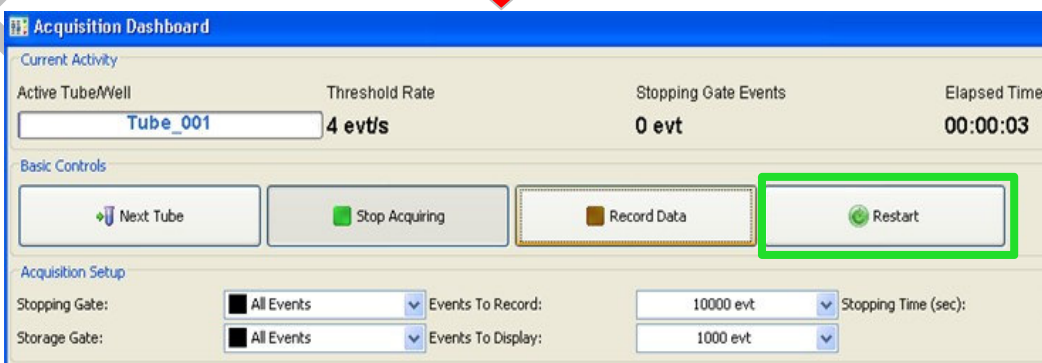 Acquisition Dashboard
Current Activity
Active Tube/Well Threshold Rate Stopping Gate Events Elapsed Time
Tube_001 4 evt/s 0 evt 00:00:03
Basic Controls
Next Tube Stop Acquiring Record Data Restart
Acquisition Setup
Stopping Gate: All Events Events To Record: 10000 evt Stopping Time (sec):
Storage Gate: All Events Events To Display: 1000 evt